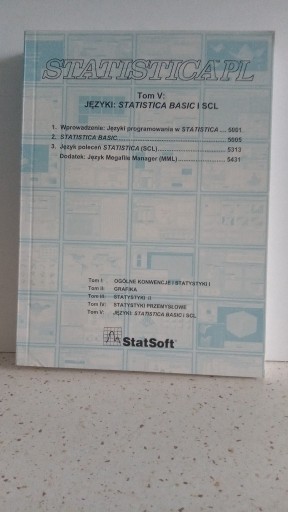 STATISTICA PL
Tom V:
JĘZYKI: STATISTICA BASIC I SCL
1. Wprowadzenie: Języki programowania w STATISTICA .... 5001
2. STATISTICA BASIC ........ 5005
3. Język poleceń STATISTICA (SCL) ........ 5313
Dodatek: Język Megafile Manager (MML) ........ 5431
Tom I: OGÓLNE KONWENCJE I STATYSTYKI I
Tom II: GRAFIKA
Tom III: STATYSTYKI II
Tom IV: STATYSTYKI PRZEMYSŁOWE
Tom V: JĘZYKI: STATISTICA BASIC I SCL
StatSoft